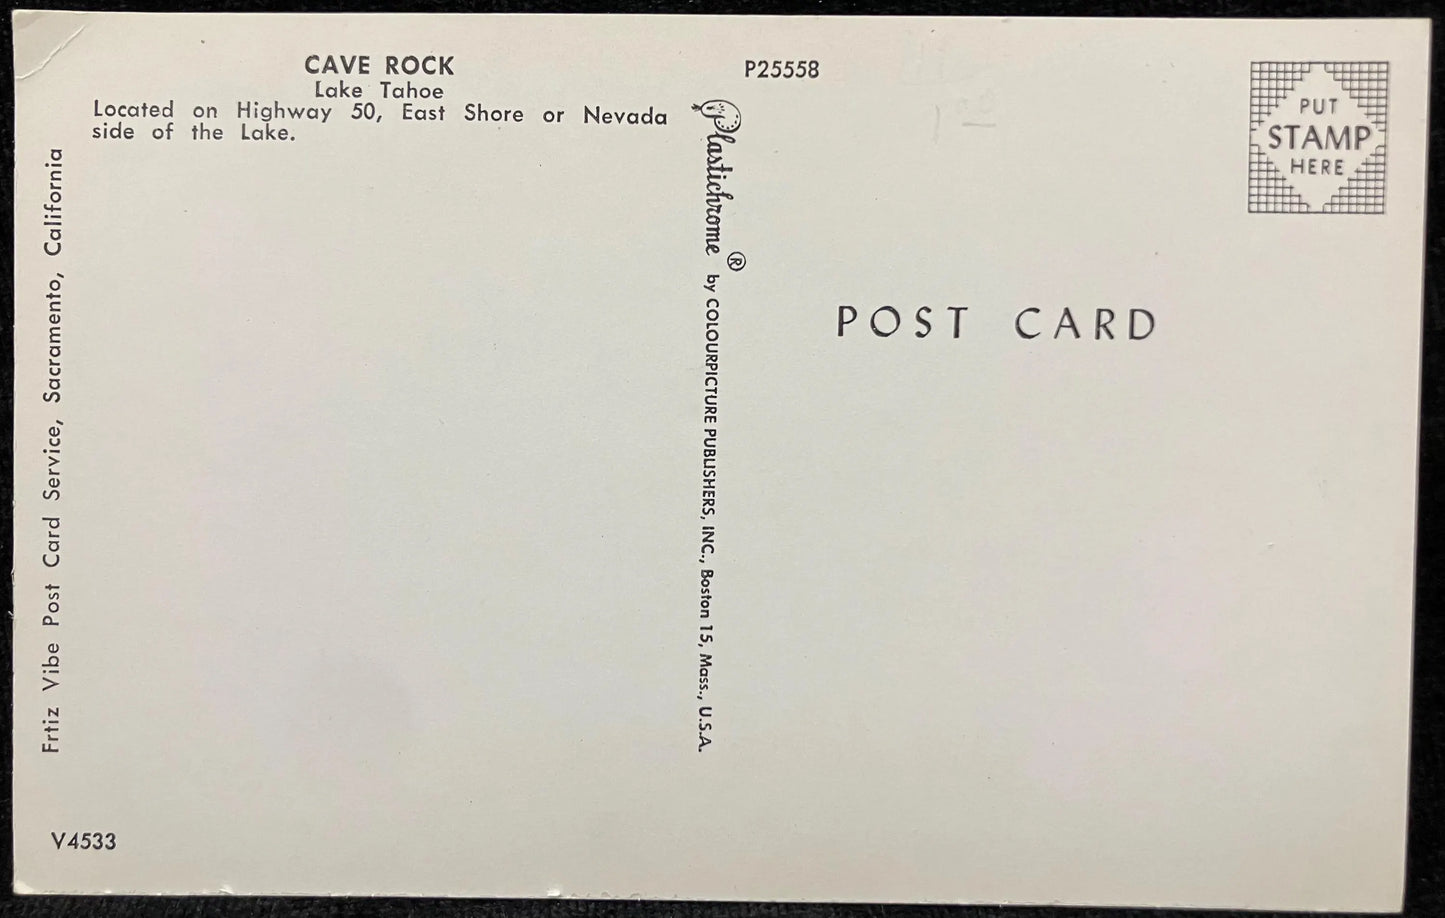 CAVE ROCK
Lake Tahoe
Located on Highway 50, East Shore or Nevada
side of the Lake.
Frtiz Vibe Post Card Service, Sacramento, California
V4533
P25558
Plastichrome ® by COLOURPICTURE PUBLISHERS, INC., Boston 15, Mass., U.S.A.
PUT
STAMP
HERE
POST CARD